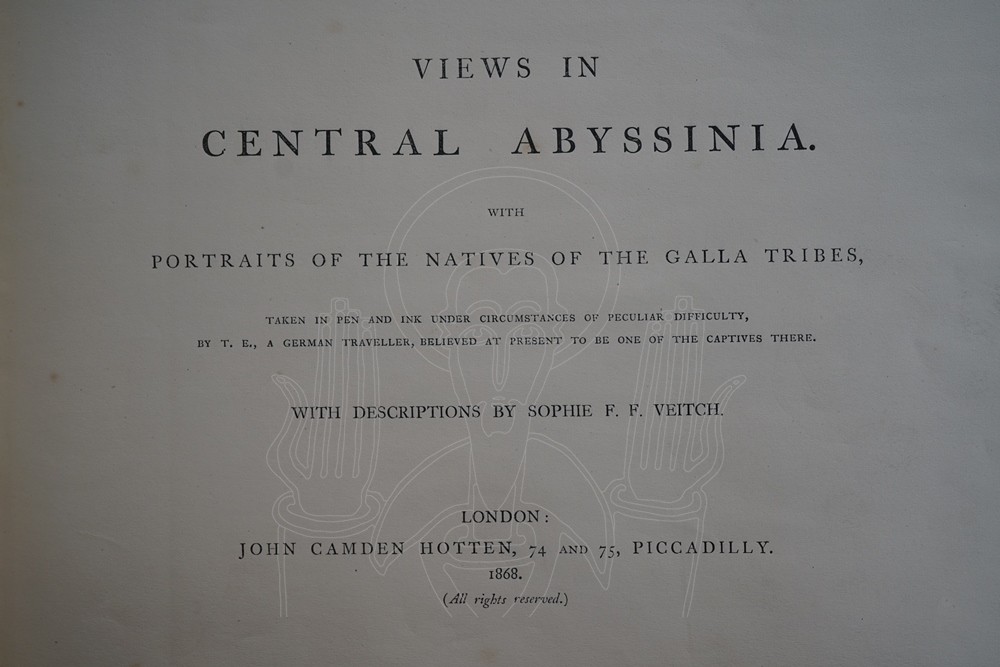 VIEWS IN
CENTRAL ABYSSINIA.
WITH
PORTRAITS OF THE NATIVES OF THE GALLA TRIBES,
TAKEN IN PEN AND INK UNDER CIRCUMSTANCES OF PECULIAR DIFFICULTY,
BY T. E., A GERMAN TRAVELLER, BELIEVED AT PRESENT TO BE ONE OF THE CAPTIVES THERE.
WITH DESCRIPTIONS BY SOPHIE F. F. VEITCH.
LONDON:
JOHN CAMDEN HOTTEN, 74 AND 75, PICCADILLY.
1868.
(All rights reserved.)